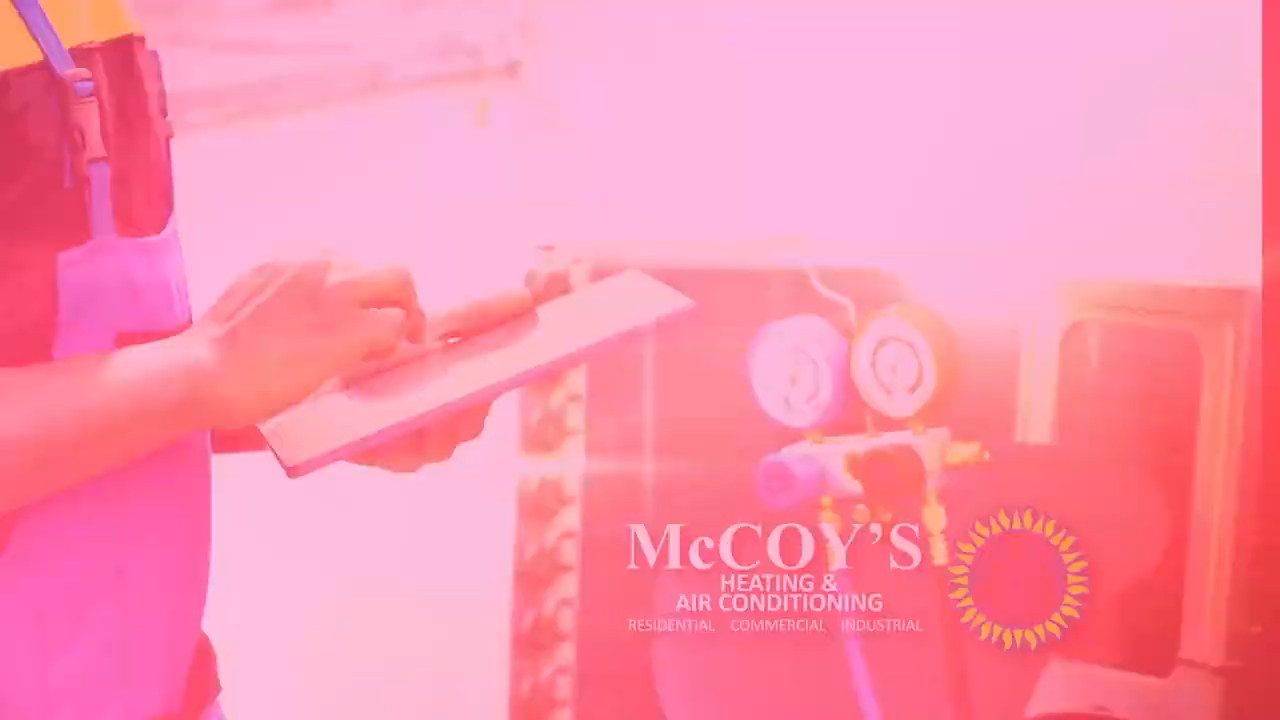 McCOY'S
HEATING &
AIR CONDITIONING
RESIDENTIAL COMMERCIAL INDUSTRIAL